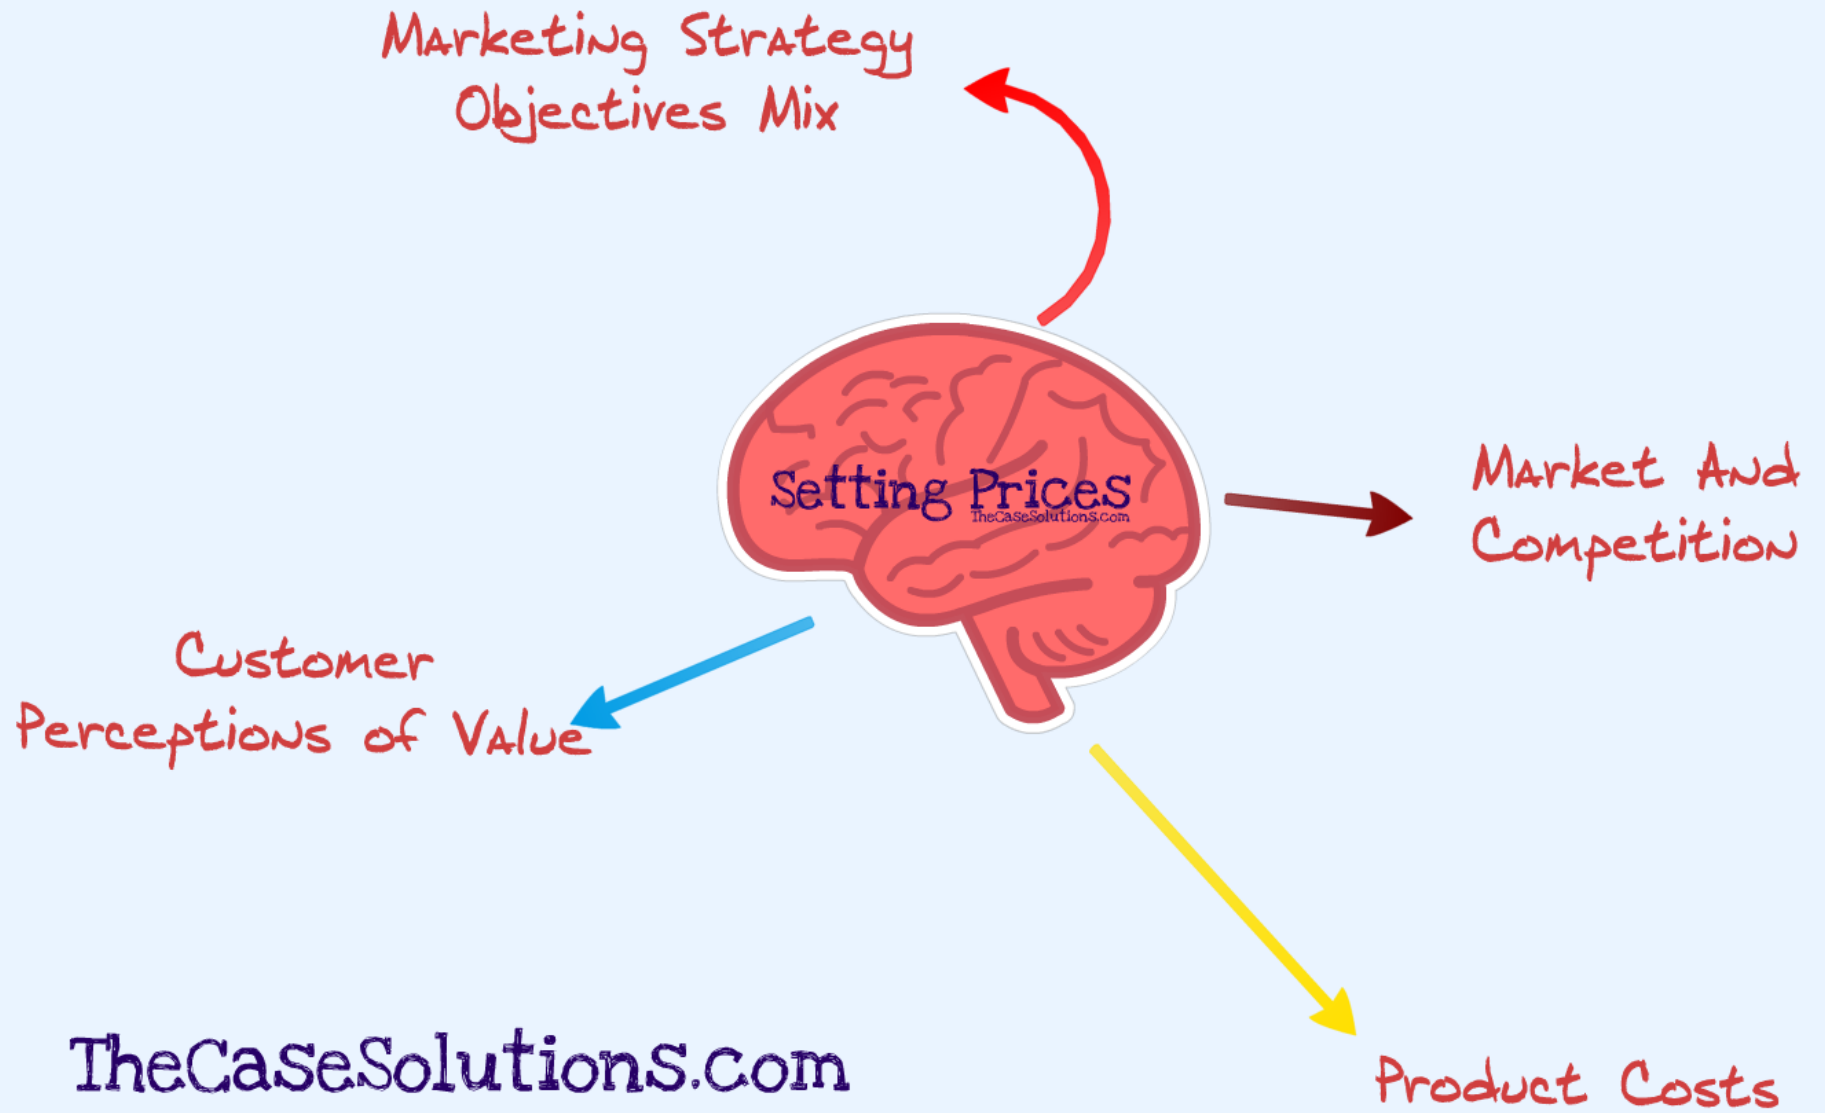 Marketing Strategy
Objectives Mix
Setting Prices
TheCaseSolutions.com
Market And
Competition
Customer
Perceptions of Value
TheCaseSolutions.com
Product Costs